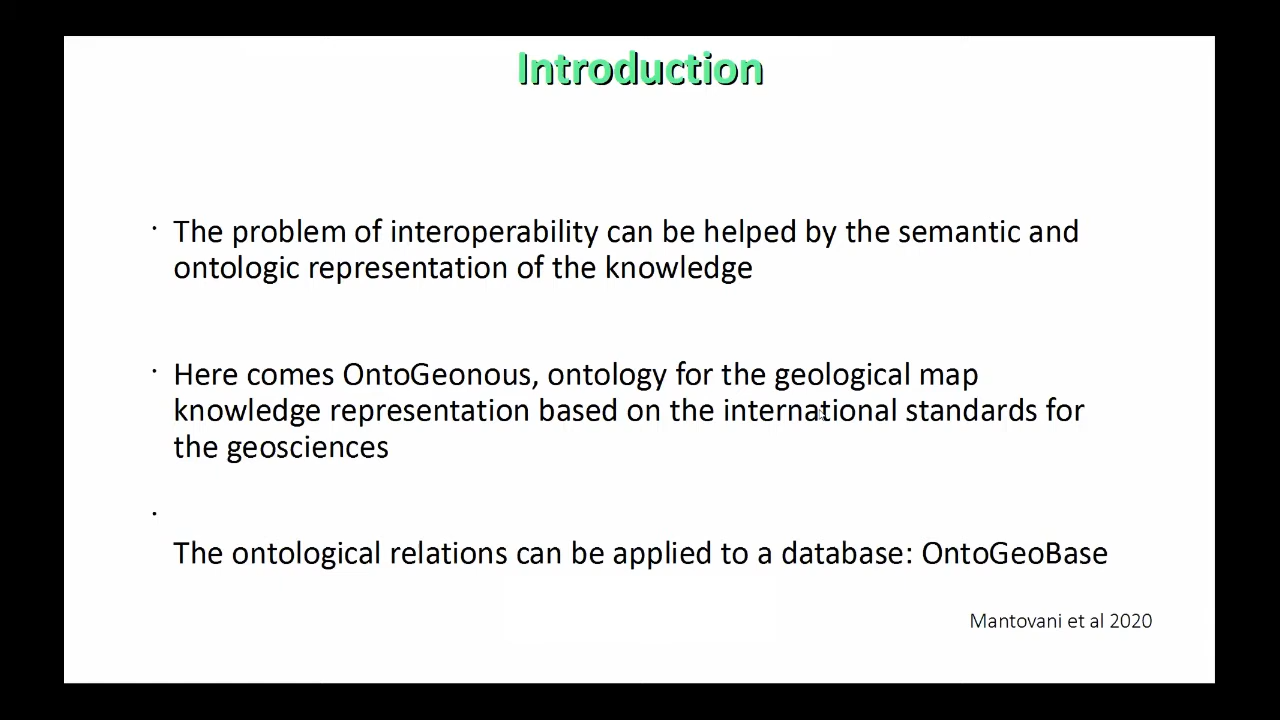 Introduction
· The problem of interoperability can be helped by the semantic and
ontologic representation of the knowledge
· Here comes OntoGeonous, ontology for the geological map
knowledge representation based on the international standards for
the geosciences
·
The ontological relations can be applied to a database: OntoGeoBase
Mantovani et al 2020